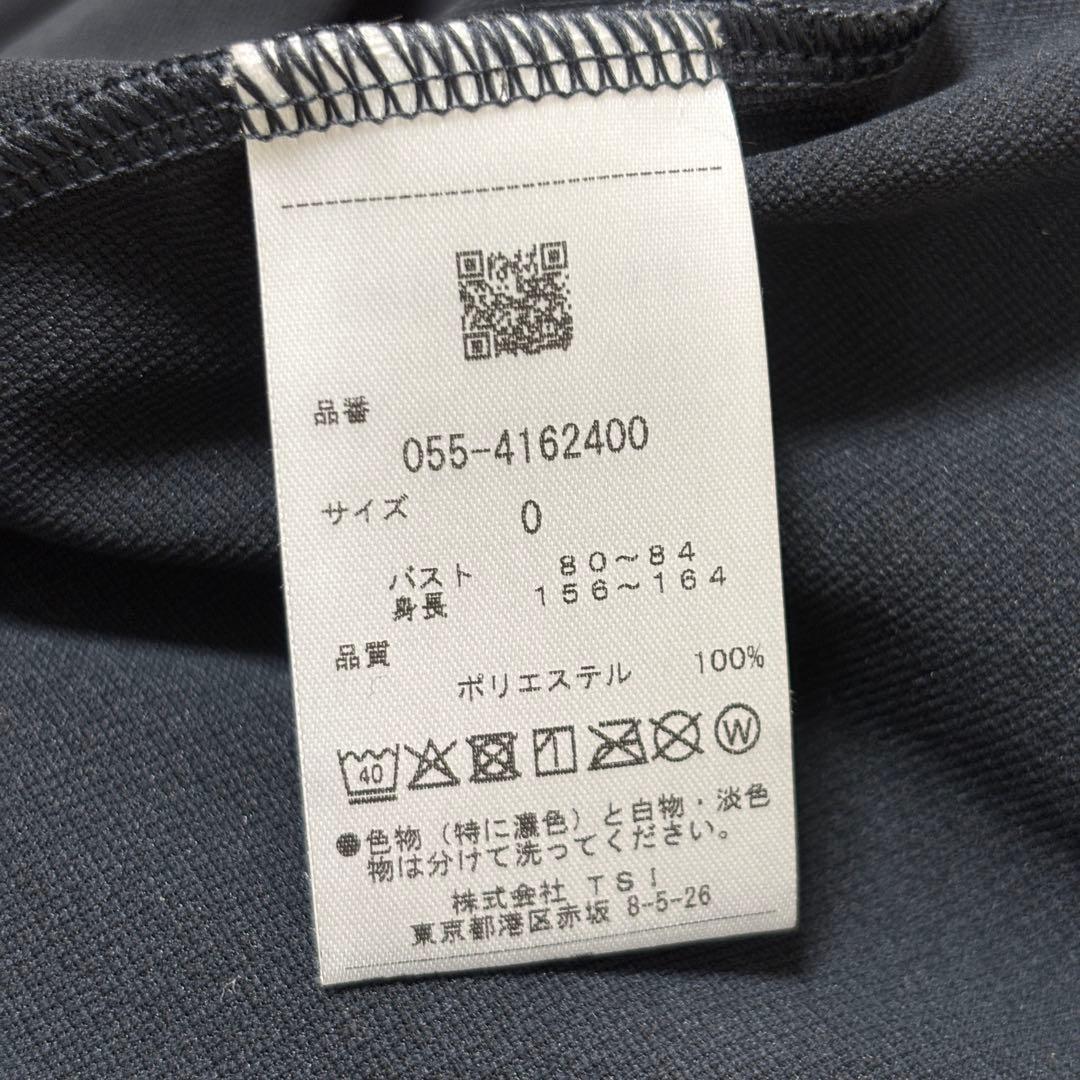 品番
055-4162400
サイズ 0
バスト 80～84
身長 156～164
品質
ポリエステル 100%
40 W
●色物（特に濃色）と白物・淡色
物は分けて洗ってください。
株式会社 TSI
東京都港区赤坂 8-5-26